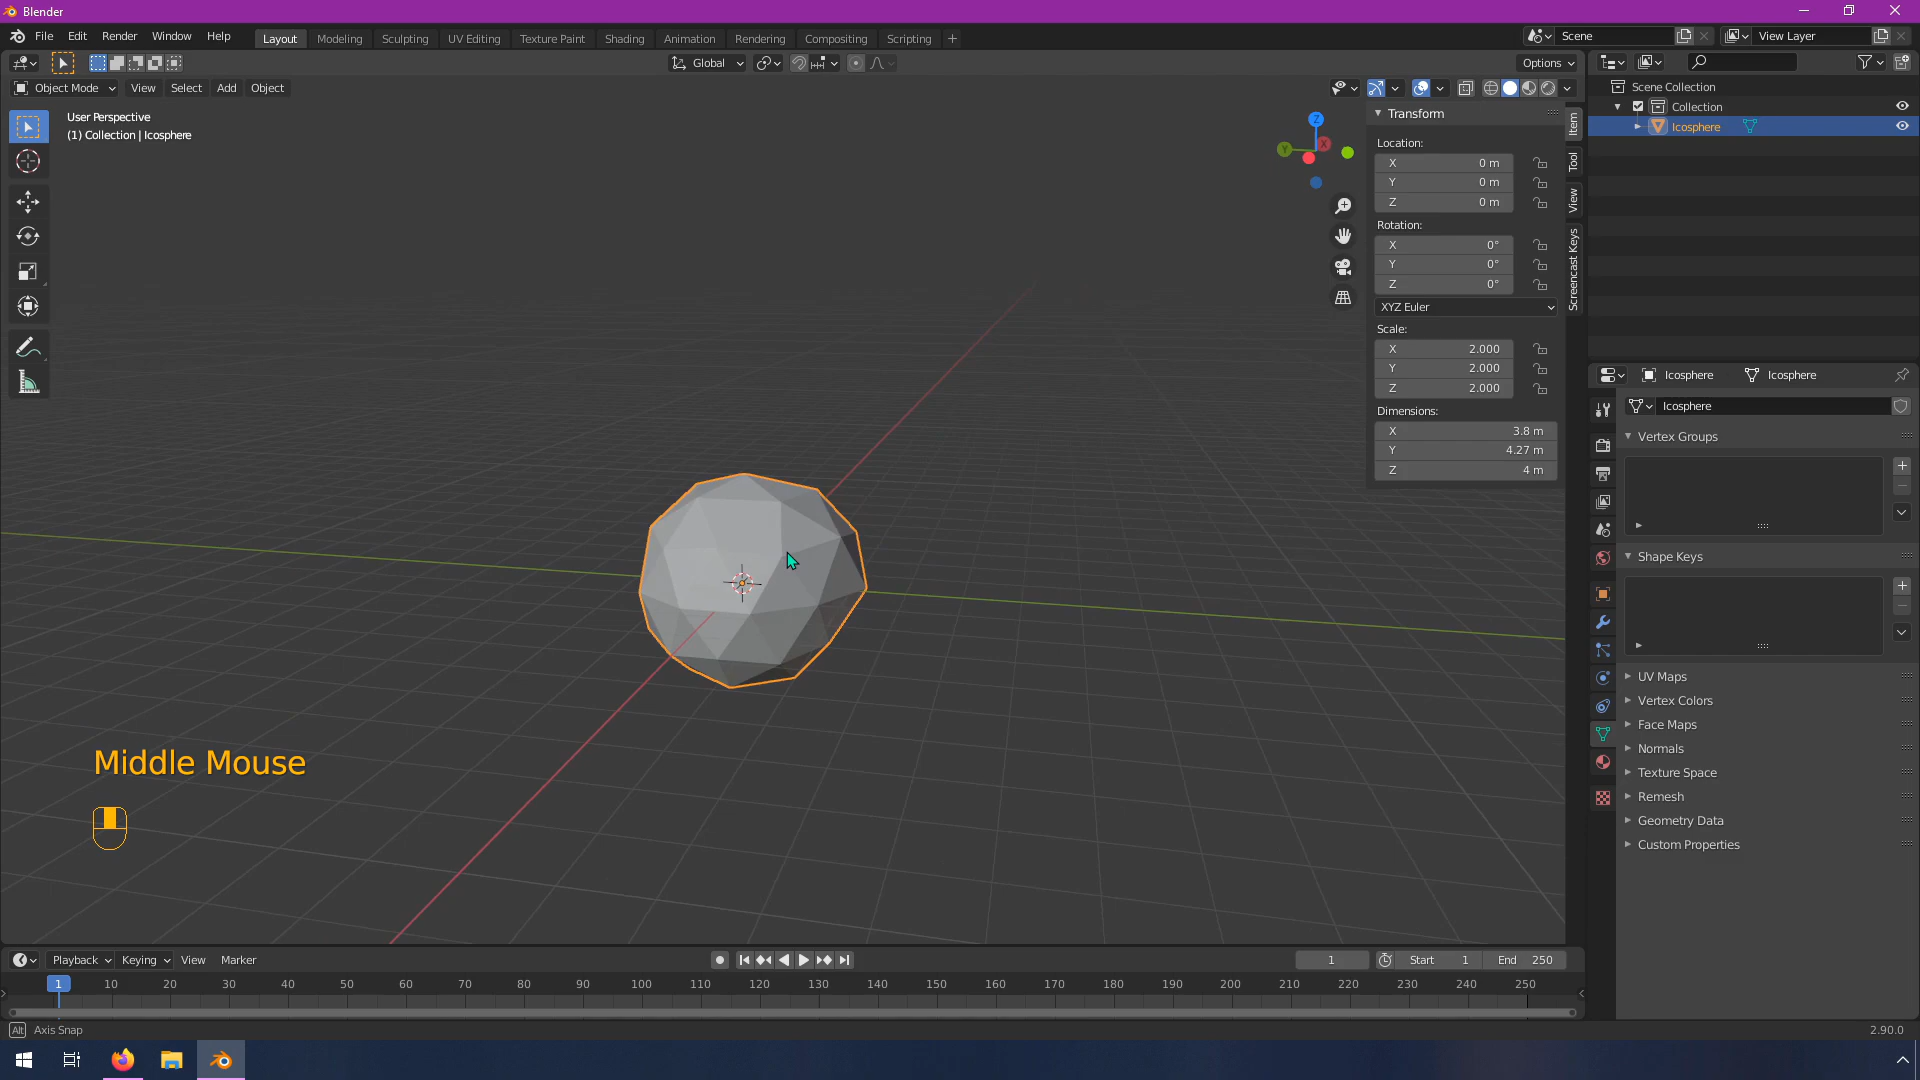 Blender
File Edit Render Window Help
Layout Modeling Sculpting UV Editing Texture Paint Shading Animation Rendering Compositing Scripting
Scene View Layer
Global Options
Object Mode View Select Add Object
User Perspective
(1) Collection | Icosphere
Z
Y
X
Transform
Location:
X 0 m
Y 0 m
Z 0 m
Rotation:
X 0°
Y 0°
Z 0°
XYZ Euler
Scale:
X 2.000
Y 2.000
Z 2.000
Dimensions:
X 3.8 m
Y 4.27 m
Z 4 m
Item
Tool
View
Screencast Keys
Scene Collection
Collection
Icosphere
Icosphere Icosphere
Icosphere
Vertex Groups
Shape Keys
UV Maps
Vertex Colors
Face Maps
Normals
Texture Space
Remesh
Geometry Data
Custom Properties
Middle Mouse
Playback Keying View Marker
1 Start 1 End 250
1 10 20 30 40 50 60 70 80 90 100 110 120 130 140 150 160 170 180 190 200 210 220 230 240 250
Alt Axis Snap
2.90.0